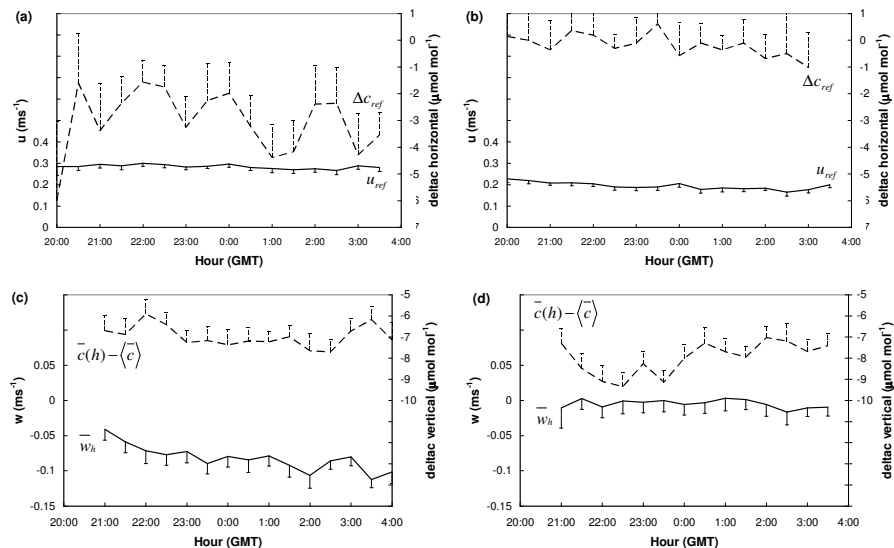 (a)
u (ms-1)
0.4
0.3
0.2
0.1
0
Δc_ref
u_ref
1
0
-1
-2
-3
-4
-5
-6
7
deltac horizontal (μmol mol-1)
20:00 21:00 22:00 23:00 0:00 1:00 2:00 3:00 4:00
Hour (GMT)
(b)
u (ms-1)
0.4
0.3
0.2
0.1
0
Δc_ref
u_ref
1
0
-1
-2
-3
-4
5
6
7
deltac horizontal (μmol mol-1)
20:00 21:00 22:00 23:00 0:00 1:00 2:00 3:00 4:00
Hour (GMT)
(c)
w (ms-1)
0.05
0
-0.05
-0.1
-0.15
c̄(h)−⟨c̄⟩
w̄_h
-5
-6
-7
-8
-9
-10
deltac vertical (μmol mol-1)
20:00 21:00 22:00 23:00 0:00 1:00 2:00 3:00 4:00
Hour (GMT)
(d)
w (ms-1)
0.05
0
-0.05
-0.1
-0.15
c̄(h)−⟨c̄⟩
w̄_h
-5
-6
-7
-8
-9
-10
deltac vertical (μmol mol-1)
20:00 21:00 22:00 23:00 0:00 1:00 2:00 3:00 4:00
Hour (GMT)